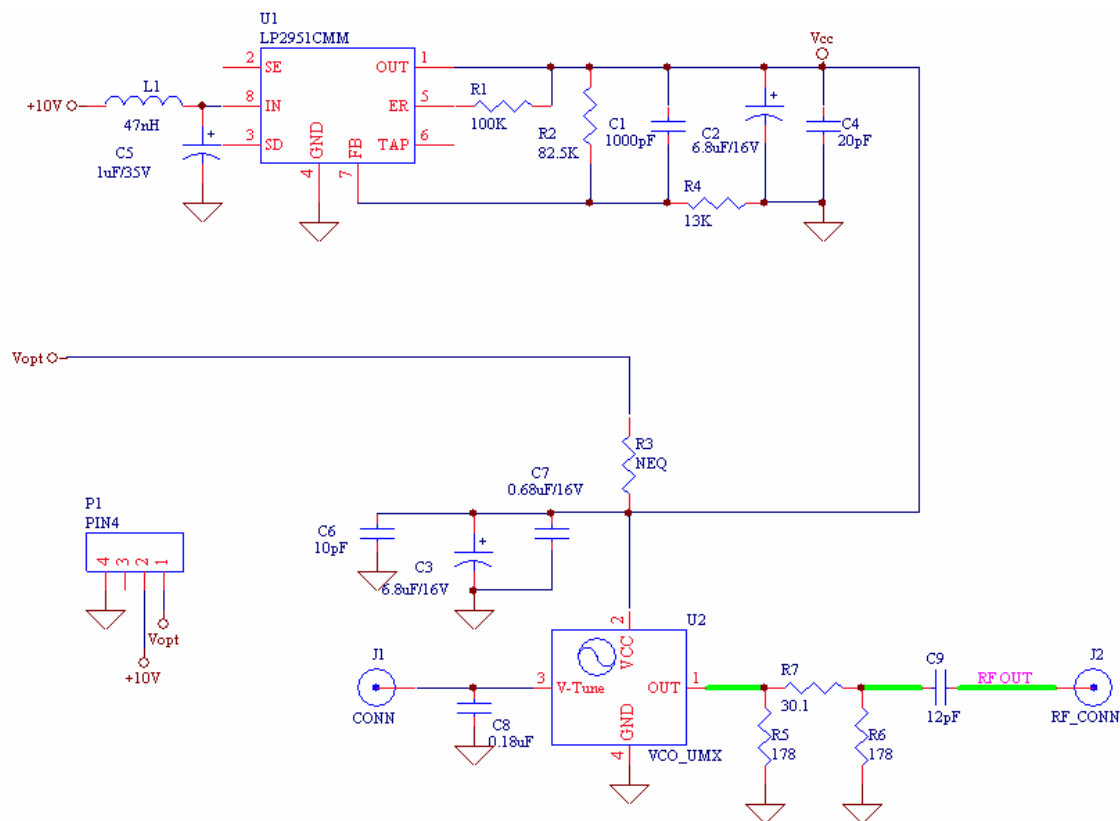 U1
LP2951CMM
2
SE
OUT
1
+10V
L1
47nH
8
IN
ER
5
R1
100K
3
SD
GND
FB
TAP
6
4
7
C5
1uF/35V
R2
82.5K
C1
1000pF
C2
6.8uF/16V
Vcc
C4
20pF
R4
13K
Vopt
R3
NEQ
C7
0.68uF/16V
C6
10pF
C3
6.8uF/16V
P1
PIN4
4
3
2
1
Vopt
+10V
J1
CONN
C8
0.18uF
U2
2
VCC
3
V-Tune
OUT
1
GND
4
VCO_UMX
R7
30.1
R5
178
R6
178
C9
12pF
RF OUT
J2
RF_CONN